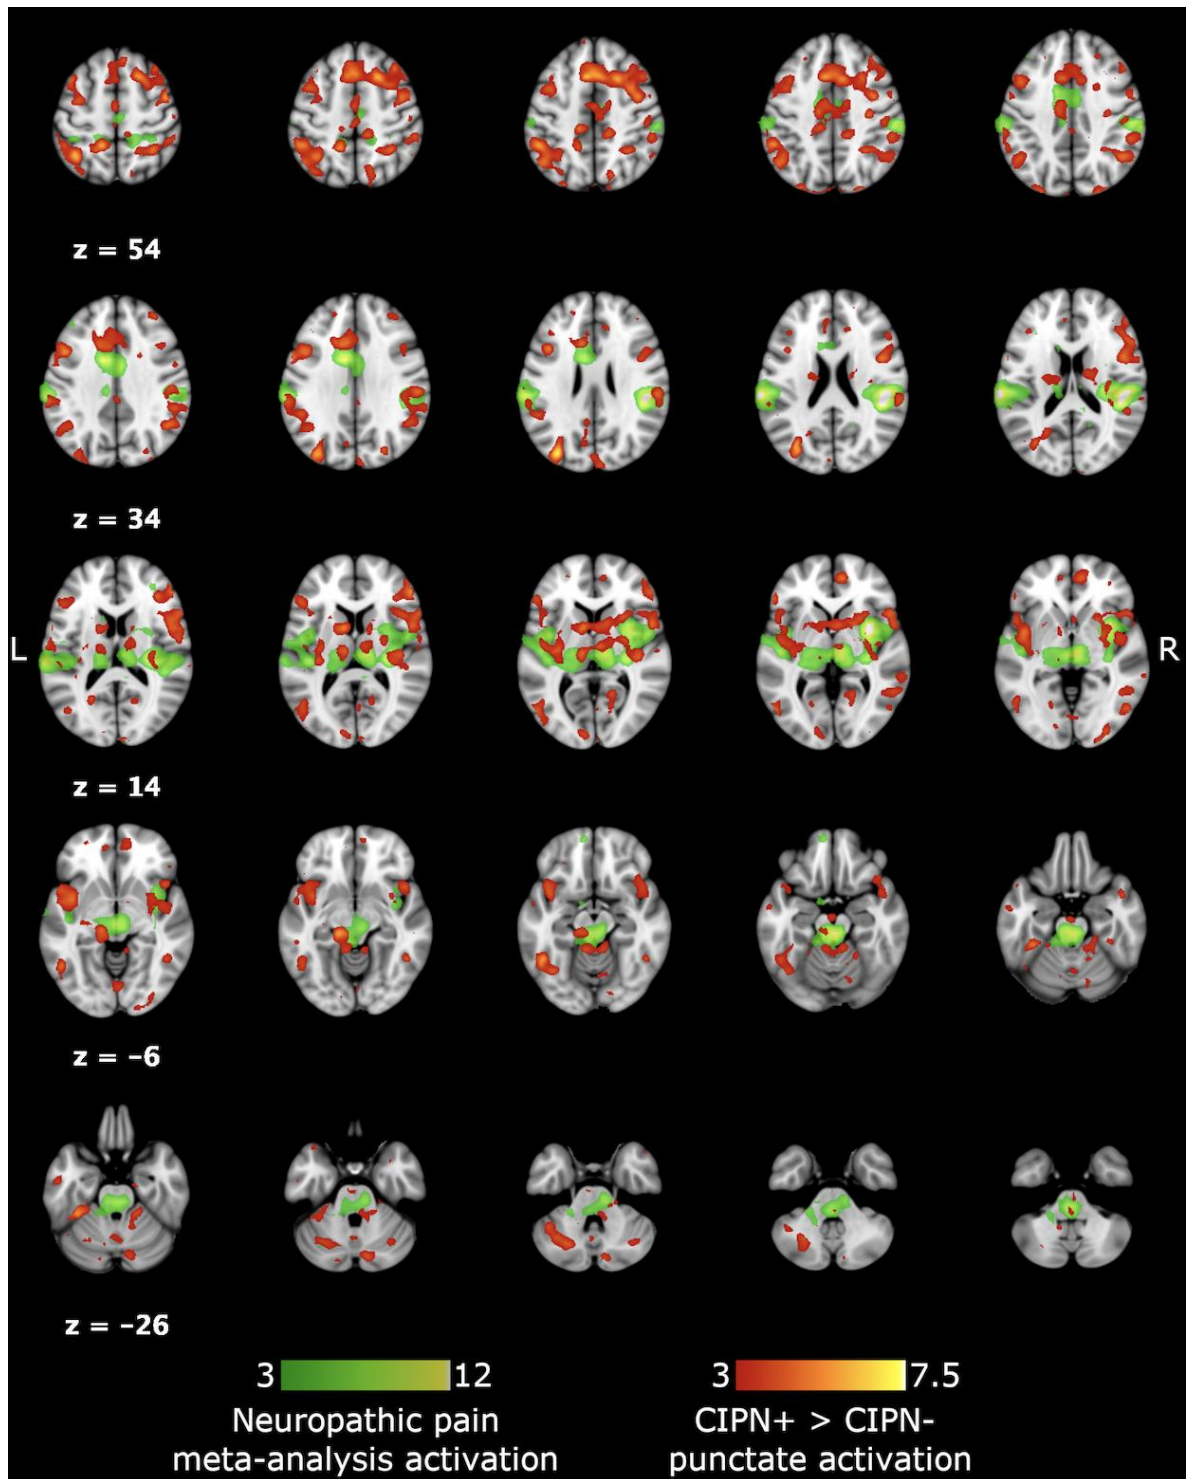 z = 54
z = 34
L
R
z = 14
z = –6
z = –26
3 12 3 7.5
Neuropathic pain CIPN+ > CIPN-
meta-analysis activation punctate activation